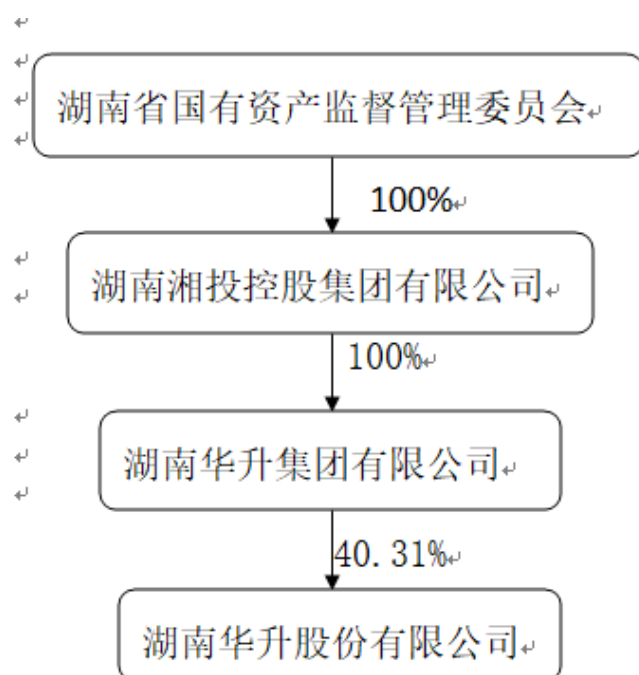 湖南省国有资产监督管理委员会
100%
湖南湘投控股集团有限公司
100%
湖南华升集团有限公司
40.31%
湖南华升股份有限公司